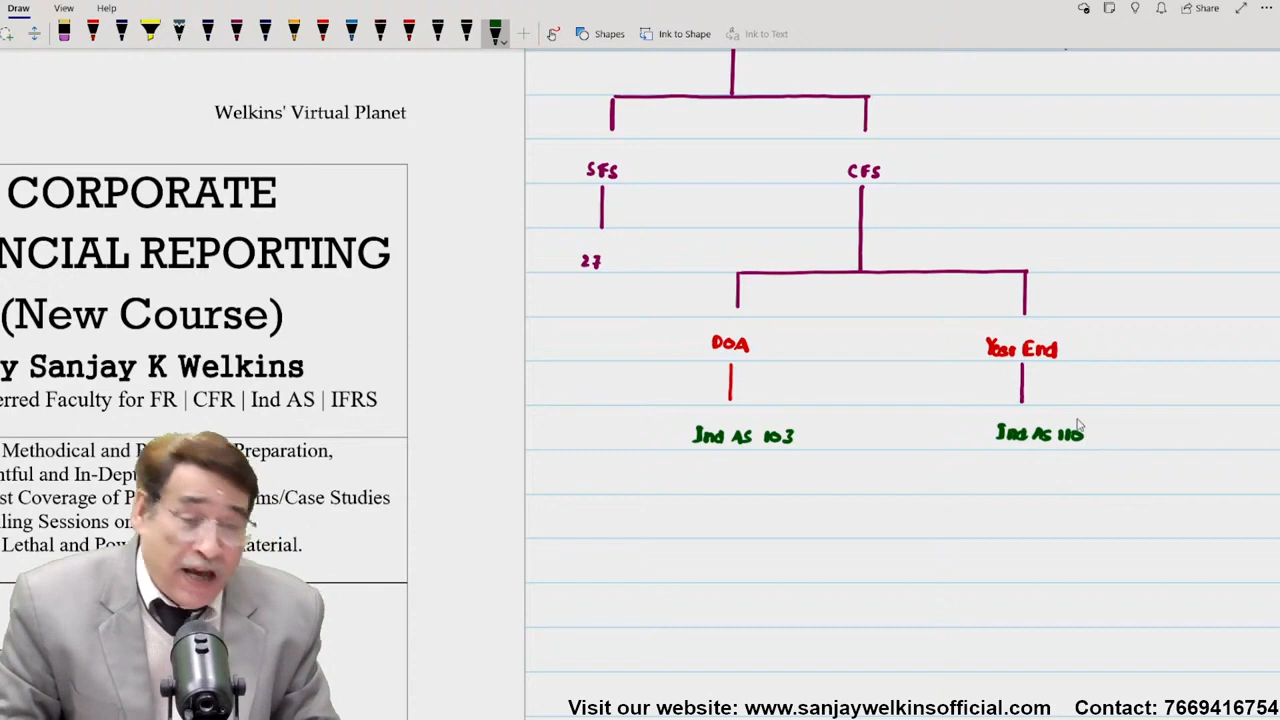 Draw View Help
Share
Shapes Ink to Shape Ink to Text
Welkins' Virtual Planet
CORPORATE
NCIAL REPORTING
(New Course)
y Sanjay K Welkins
erred Faculty for FR | CFR | Ind AS | IFRS
Methodical and P reparation,
htful and In-Dept
st Coverage of P ms/Case Studies
lling Sessions on
Lethal and Pow aterial.
SFS CFS
27
DOA Year End
Ind AS 103 Ind AS 110
Visit our website: www.sanjaywelkinsofficial.com Contact: 7669416754